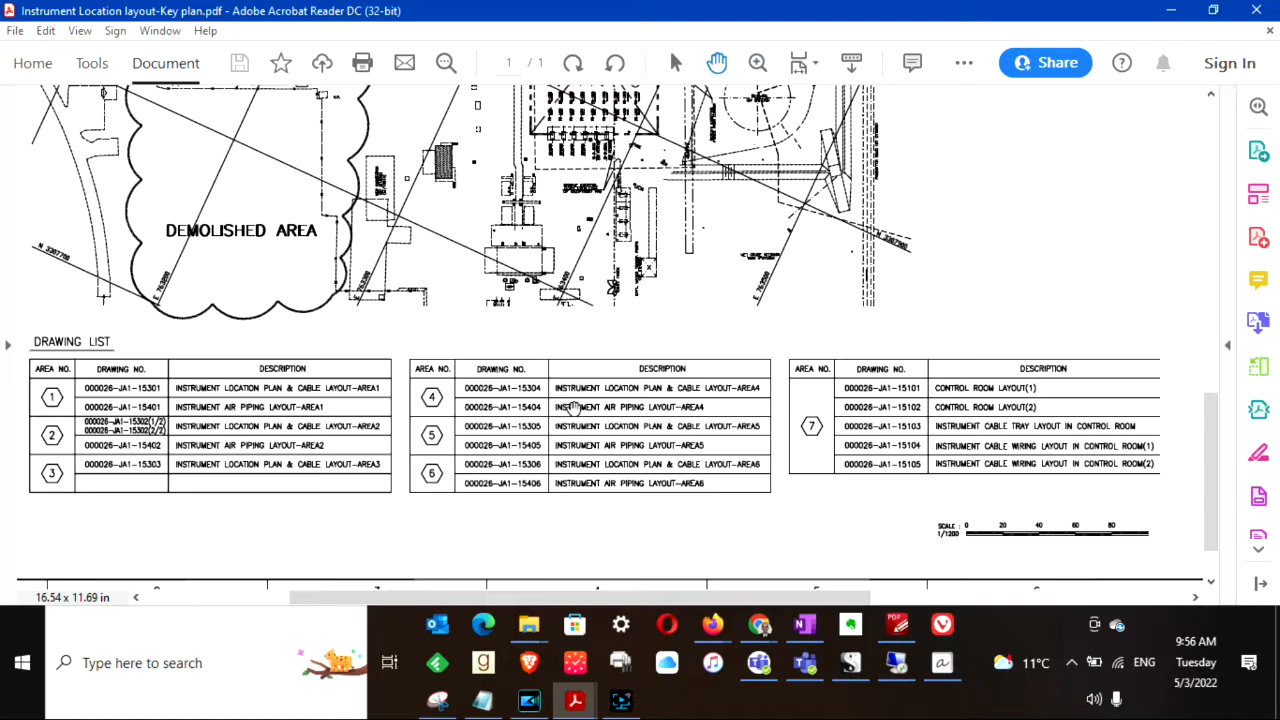 Instrument Location layout-Key plan.pdf - Adobe Acrobat Reader DC (32-bit)
File Edit View Sign Window Help
Home Tools Document 1 / 1 Share Sign In
DEMOLISHED AREA
N 3307700
E 763200
E 763300
E 763400
E 763500
N 3307900
DRAWING LIST
AREA NO. DRAWING NO. DESCRIPTION
1 000026-JA1-15301 INSTRUMENT LOCATION PLAN & CABLE LAYOUT-AREA1
000026-JA1-15401 INSTRUMENT AIR PIPING LAYOUT-AREA1
2 000026-JA1-15302(1/2)
000026-JA1-15302(2/2) INSTRUMENT LOCATION PLAN & CABLE LAYOUT-AREA2
000026-JA1-15402 INSTRUMENT AIR PIPING LAYOUT-AREA2
3 000026-JA1-15303 INSTRUMENT LOCATION PLAN & CABLE LAYOUT-AREA3
AREA NO. DRAWING NO. DESCRIPTION
4 000026-JA1-15304 INSTRUMENT LOCATION PLAN & CABLE LAYOUT-AREA4
000026-JA1-15404 INSTRUMENT AIR PIPING LAYOUT-AREA4
5 000026-JA1-15305 INSTRUMENT LOCATION PLAN & CABLE LAYOUT-AREA5
000026-JA1-15405 INSTRUMENT AIR PIPING LAYOUT-AREA5
6 000026-JA1-15306 INSTRUMENT LOCATION PLAN & CABLE LAYOUT-AREA6
000026-JA1-15406 INSTRUMENT AIR PIPING LAYOUT-AREA6
AREA NO. DRAWING NO. DESCRIPTION
7 000026-JA1-15101 CONTROL ROOM LAYOUT(1)
000026-JA1-15102 CONTROL ROOM LAYOUT(2)
000026-JA1-15103 INSTRUMENT CABLE TRAY LAYOUT IN CONTROL ROOM
000026-JA1-15104 INSTRUMENT CABLE WIRING LAYOUT IN CONTROL ROOM(1)
000026-JA1-15105 INSTRUMENT CABLE WIRING LAYOUT IN CONTROL ROOM(2)
SCALE : 0 20 40 60 80
1/1200
16.54 x 11.69 in
Type here to search
11°C ENG
9:56 AM
Tuesday
5/3/2022